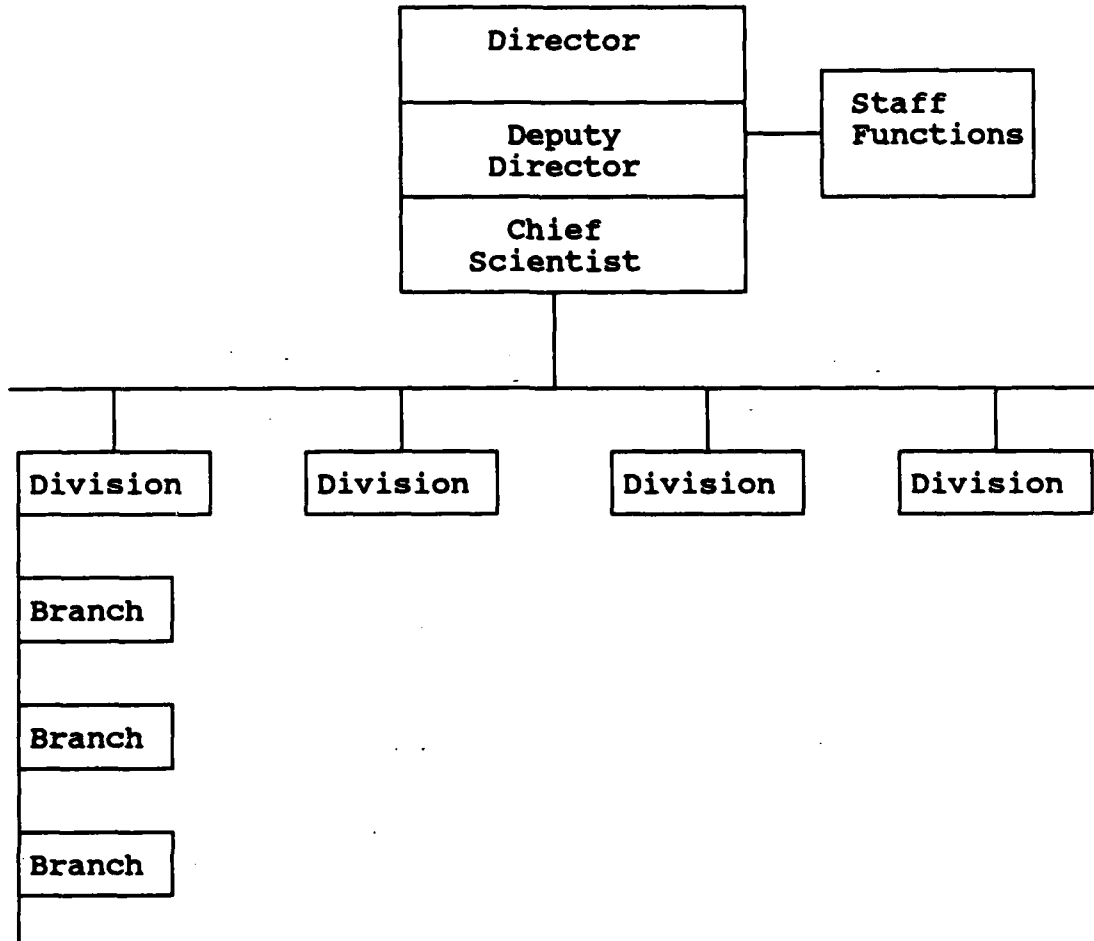 Director
Deputy
Director
Chief
Scientist
Staff
Functions
Division
Division
Division
Division
Branch
Branch
Branch